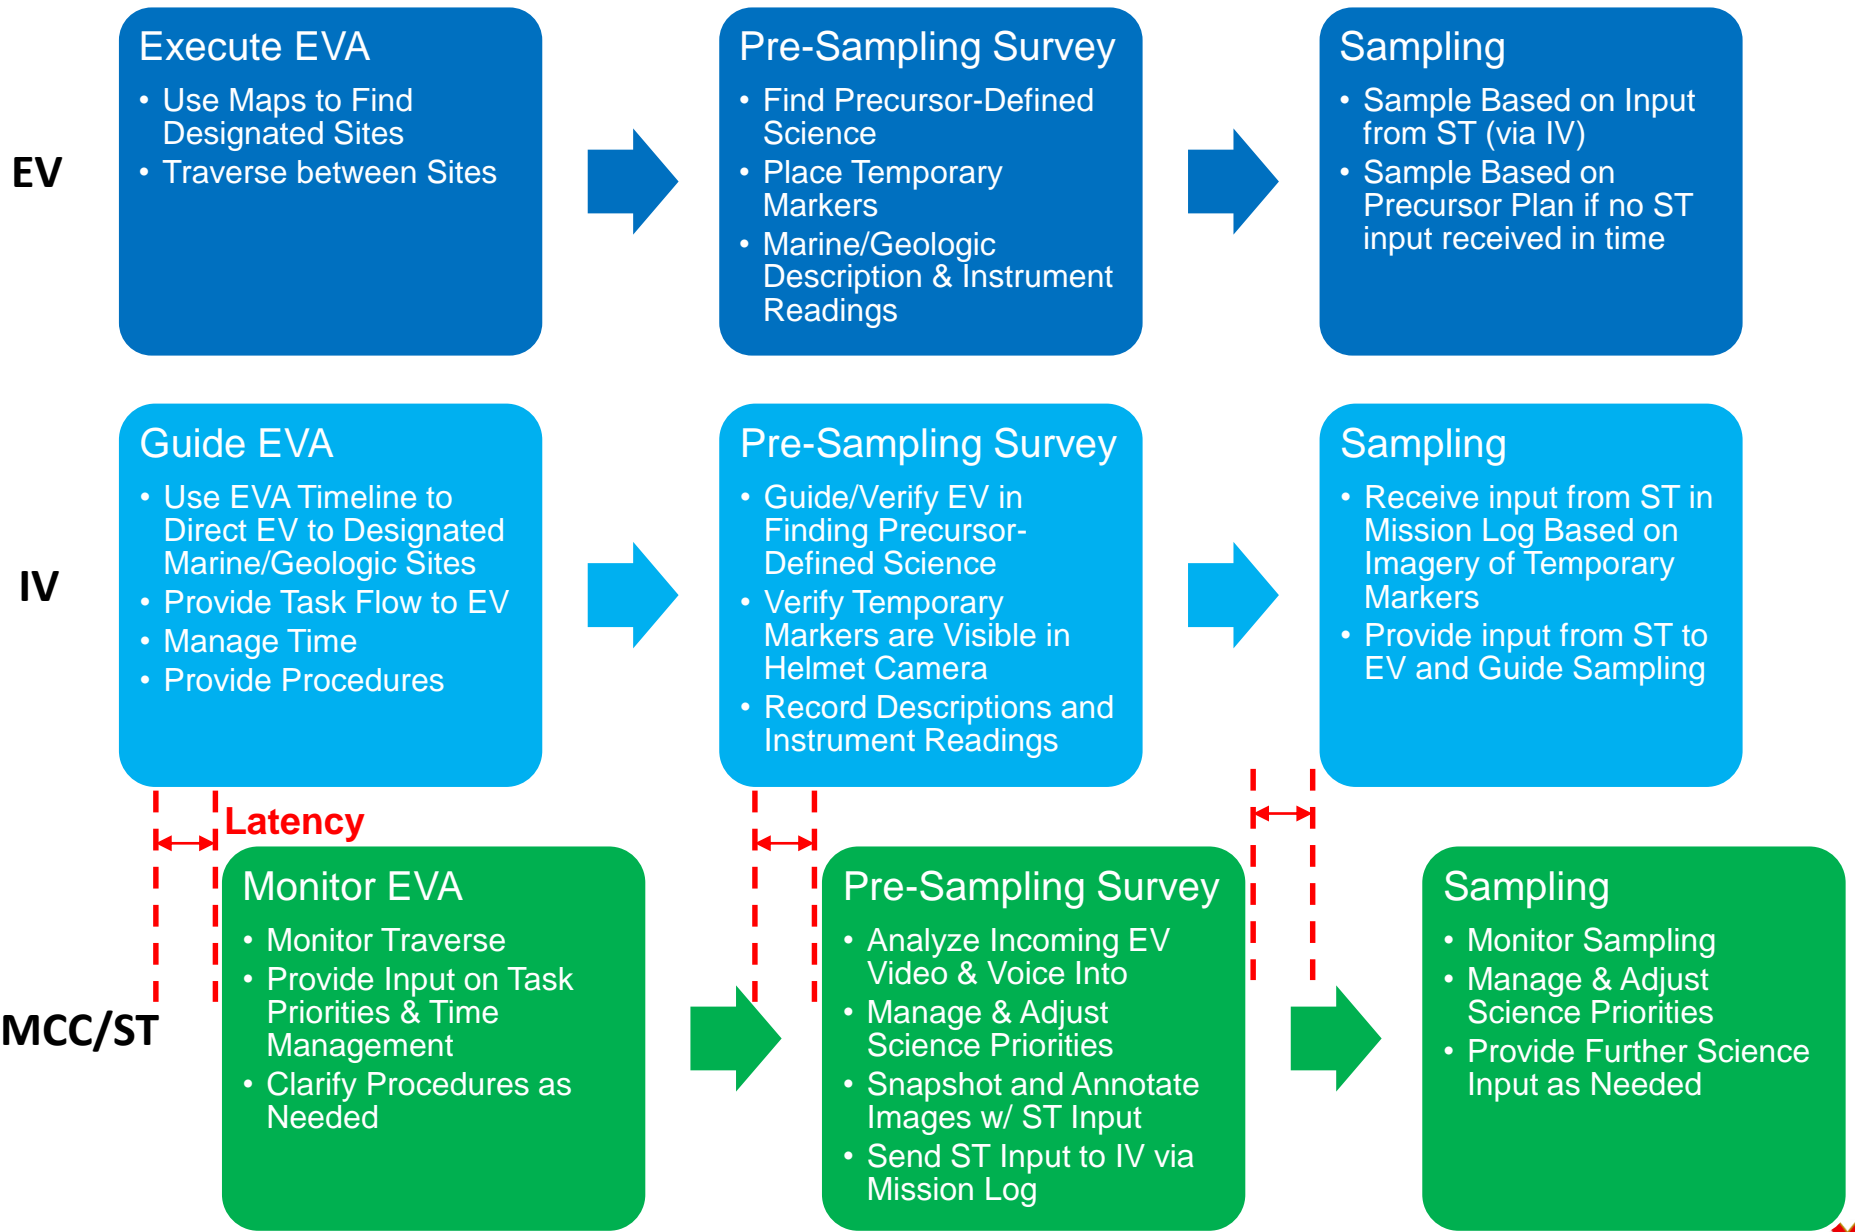 EV
Execute EVA
• Use Maps to Find
Designated Sites
• Traverse between Sites
Pre-Sampling Survey
• Find Precursor-Defined
Science
• Place Temporary
Markers
• Marine/Geologic
Description & Instrument
Readings
Sampling
• Sample Based on Input
from ST (via IV)
• Sample Based on
Precursor Plan if no ST
input received in time
IV
Guide EVA
• Use EVA Timeline to
Direct EV to Designated
Marine/Geologic Sites
• Provide Task Flow to EV
• Manage Time
• Provide Procedures
Pre-Sampling Survey
• Guide/Verify EV in
Finding Precursor-
Defined Science
• Verify Temporary
Markers are Visible in
Helmet Camera
• Record Descriptions and
Instrument Readings
Sampling
• Receive input from ST in
Mission Log Based on
Imagery of Temporary
Markers
• Provide input from ST to
EV and Guide Sampling
Latency
MCC/ST
Monitor EVA
• Monitor Traverse
• Provide Input on Task
Priorities & Time
Management
• Clarify Procedures as
Needed
Pre-Sampling Survey
• Analyze Incoming EV
Video & Voice Into
• Manage & Adjust
Science Priorities
• Snapshot and Annotate
Images w/ ST Input
• Send ST Input to IV via
Mission Log
Sampling
• Monitor Sampling
• Manage & Adjust
Science Priorities
• Provide Further Science
Input as Needed